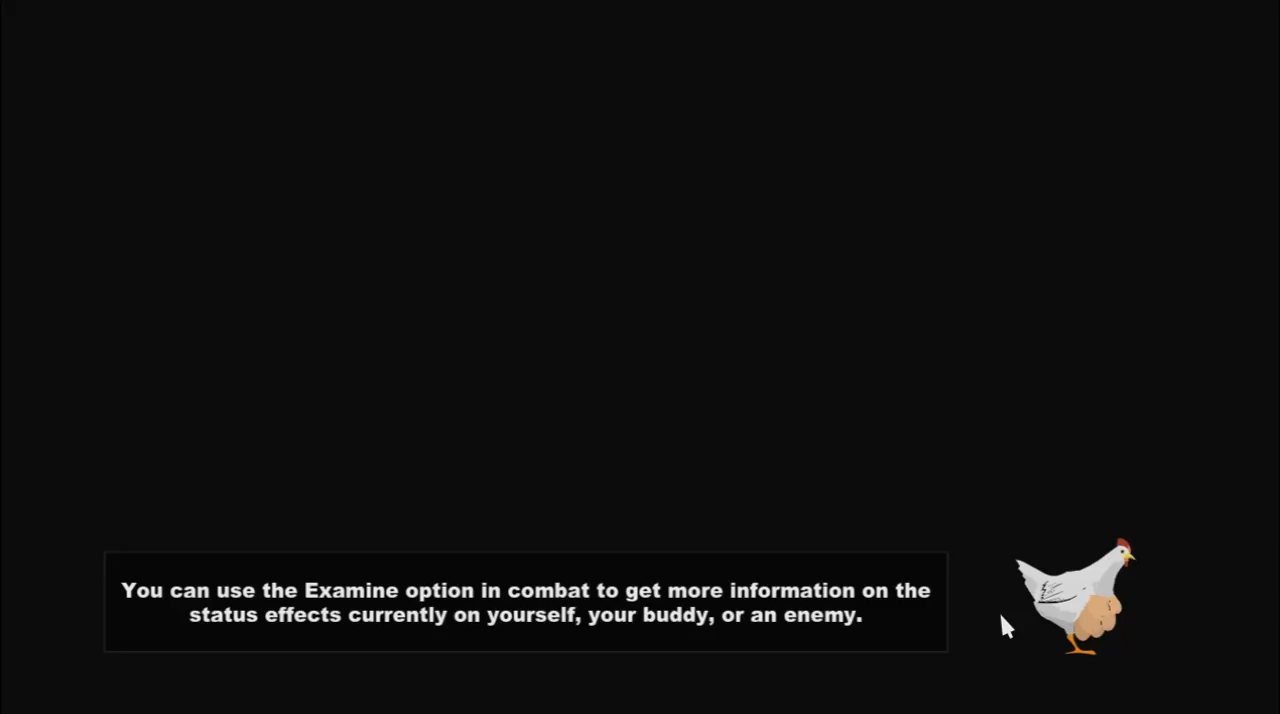 You can use the Examine option in combat to get more information on the
status effects currently on yourself, your buddy, or an enemy.